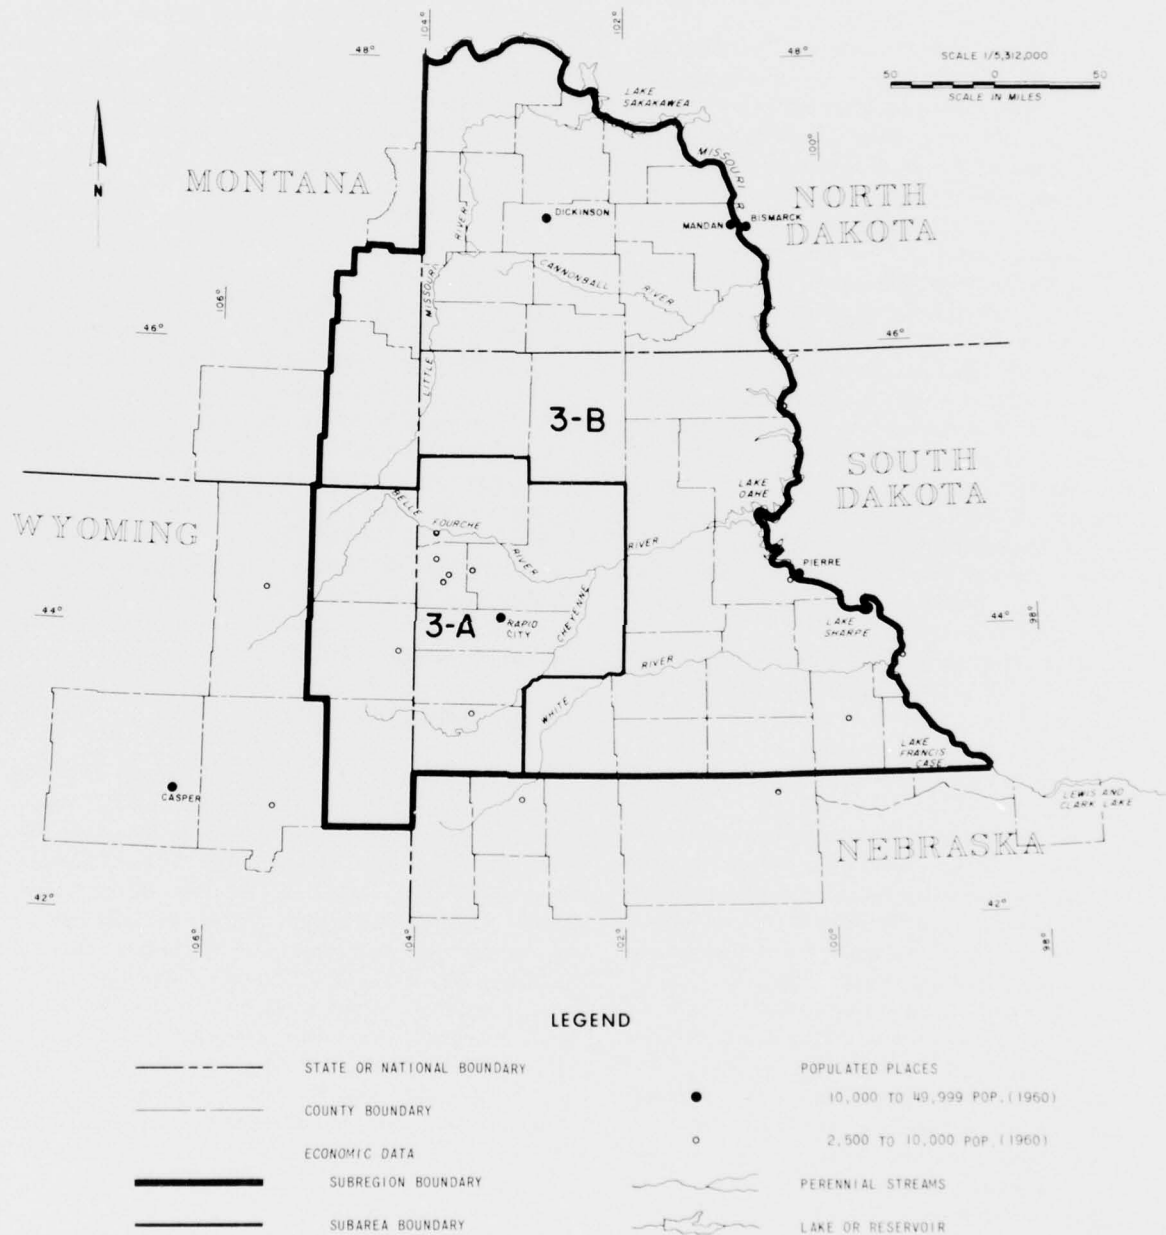 104°
102°
48°
48°
SCALE 1/5,312,000
50 0 50
SCALE IN MILES
LAKE
SAKAKAWEA
100°
MISSOURI R
N
MONTANA
NORTH
DAKOTA
RIVER
DICKINSON
MANDAN
BISMARCK
CANNONBALL
RIVER
MISSOURI
LITTLE
106°
46°
46°
3-B
SOUTH
DAKOTA
LAKE
OAHE
WYOMING
BELLE
FOURCHE
RIVER
RIVER
PIERRE
CHEYENNE
44°
44°
98°
3-A
RAPID
CITY
LAKE
SHARPE
WHITE
RIVER
LAKE
FRANCIS
CASE
CASPER
LEWIS AND
CLARK LAKE
NEBRASKA
42°
42°
106°
104°
102°
100°
98°
LEGEND
STATE OR NATIONAL BOUNDARY
COUNTY BOUNDARY
ECONOMIC DATA
SUBREGION BOUNDARY
SUBAREA BOUNDARY
POPULATED PLACES
10,000 TO 49,999 POP. (1960)
2,500 TO 10,000 POP. (1960)
PERENNIAL STREAMS
LAKE OR RESERVOIR